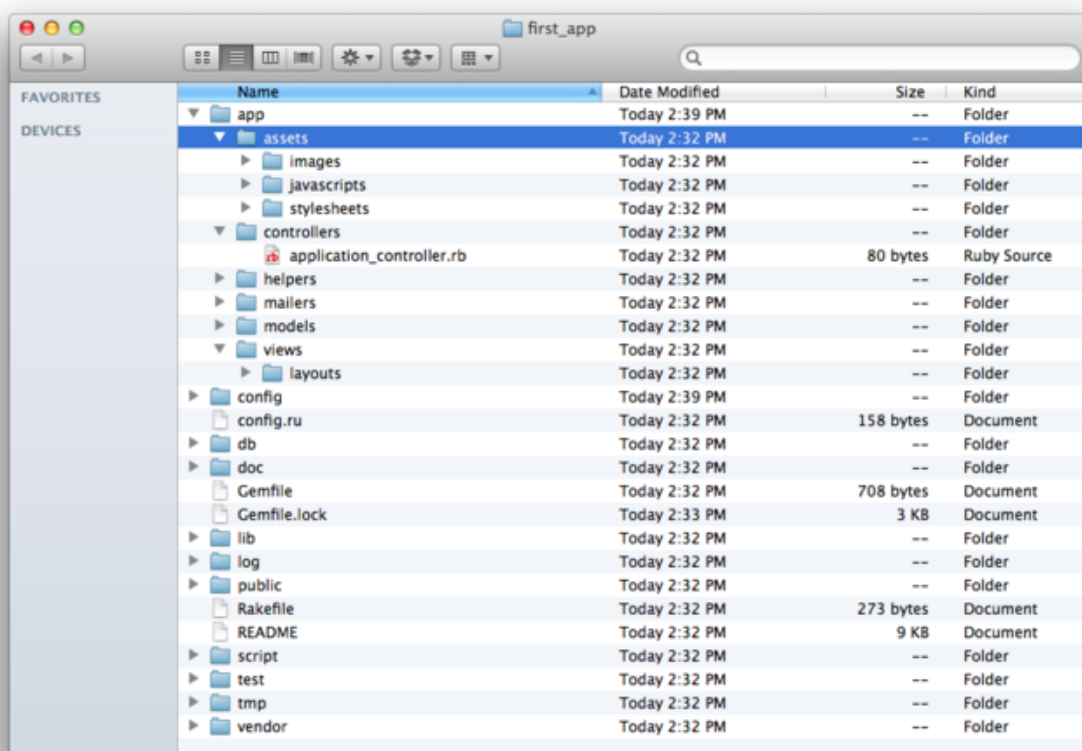 first_app
FAVORITES
DEVICES
Name Date Modified Size Kind
app Today 2:39 PM -- Folder
assets Today 2:32 PM -- Folder
images Today 2:32 PM -- Folder
javascripts Today 2:32 PM -- Folder
stylesheets Today 2:32 PM -- Folder
controllers Today 2:32 PM -- Folder
rb application_controller.rb Today 2:32 PM 80 bytes Ruby Source
helpers Today 2:32 PM -- Folder
mailers Today 2:32 PM -- Folder
models Today 2:32 PM -- Folder
views Today 2:32 PM -- Folder
layouts Today 2:32 PM -- Folder
config Today 2:39 PM -- Folder
config.ru Today 2:32 PM 158 bytes Document
db Today 2:32 PM -- Folder
doc Today 2:32 PM -- Folder
Gemfile Today 2:32 PM 708 bytes Document
Gemfile.lock Today 2:33 PM 3 KB Document
lib Today 2:32 PM -- Folder
log Today 2:32 PM -- Folder
public Today 2:32 PM -- Folder
Rakefile Today 2:32 PM 273 bytes Document
README Today 2:32 PM 9 KB Document
script Today 2:32 PM -- Folder
test Today 2:32 PM -- Folder
tmp Today 2:32 PM -- Folder
vendor Today 2:32 PM -- Folder